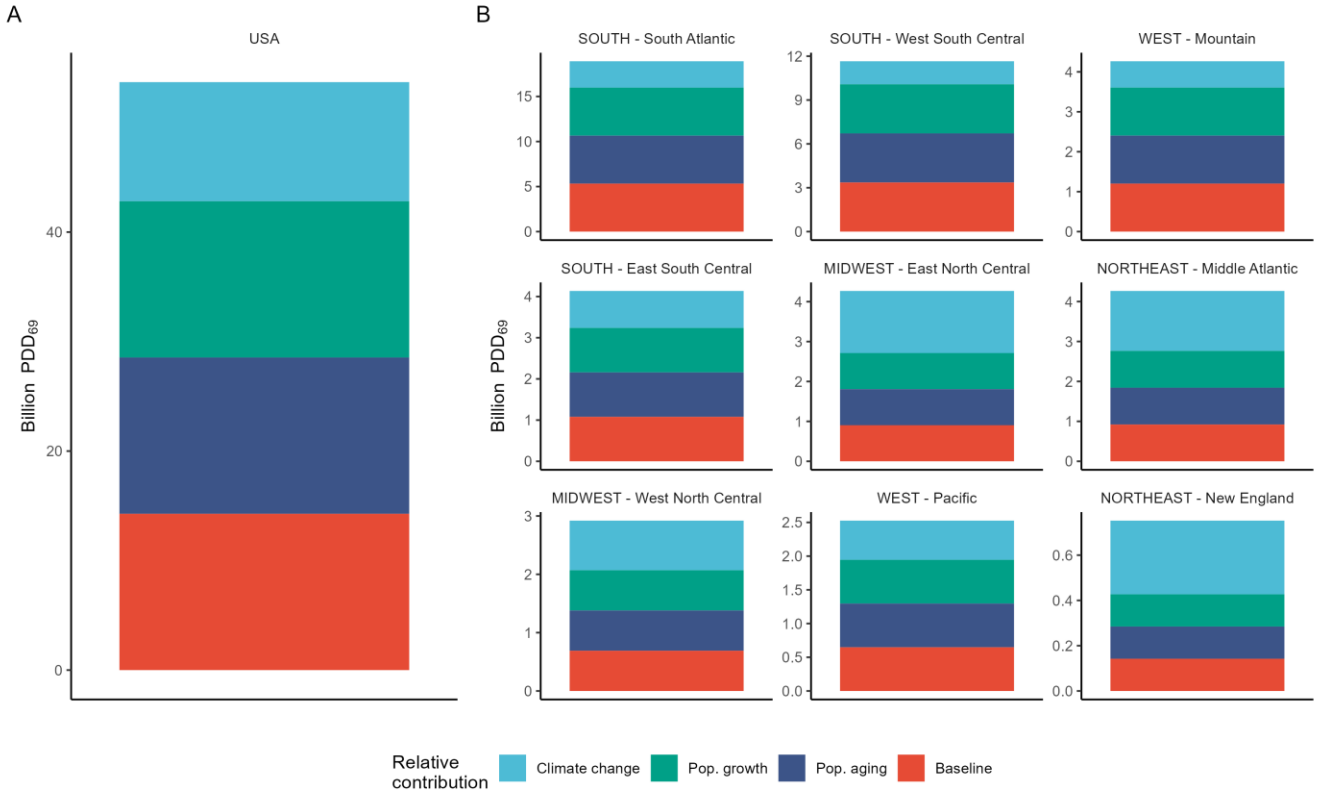 A
B
USA
Billion PDD69
40
20
0
SOUTH - South Atlantic
15
10
5
0
SOUTH - West South Central
12
9
6
3
0
WEST - Mountain
4
3
2
1
0
Billion PDD69
SOUTH - East South Central
4
3
2
1
0
MIDWEST - East North Central
4
3
2
1
0
NORTHEAST - Middle Atlantic
4
3
2
1
0
MIDWEST - West North Central
3
2
1
0
WEST - Pacific
2.5
2.0
1.5
1.0
0.5
0.0
NORTHEAST - New England
0.6
0.4
0.2
0.0
Relative
contribution
Climate change
Pop. growth
Pop. aging
Baseline